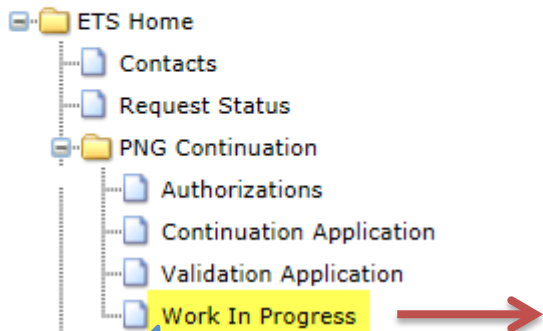 ETS Home
Contacts
Request Status
PNG Continuation
Authorizations
Continuation Application
Validation Application
Work In Progress